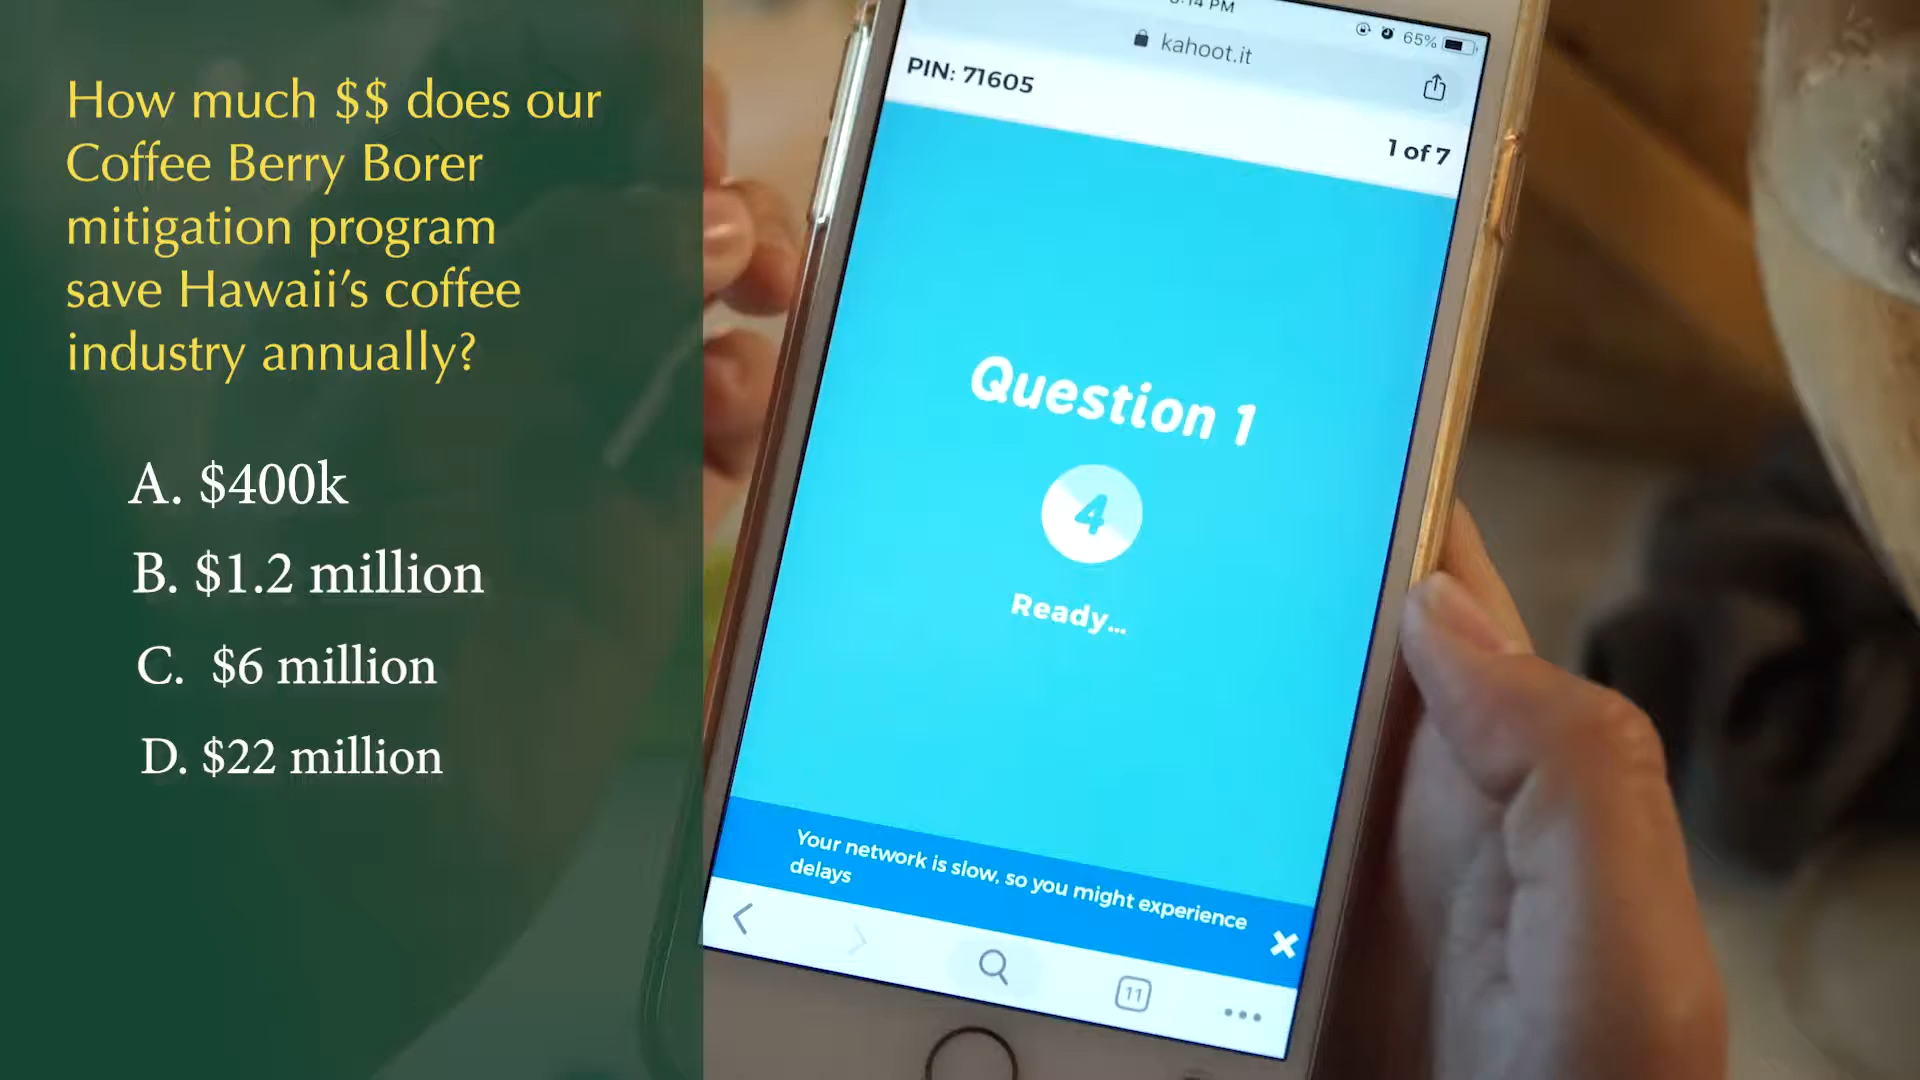 How much $$ does our
Coffee Berry Borer
mitigation program
save Hawaii's coffee
industry annually?
A. $400k
B. $1.2 million
C. $6 million
D. $22 million
PM
65%
kahoot.it
PIN: 71605
1 of 7
Question 1
4
Ready...
Your network is slow, so you might experience
delays
11